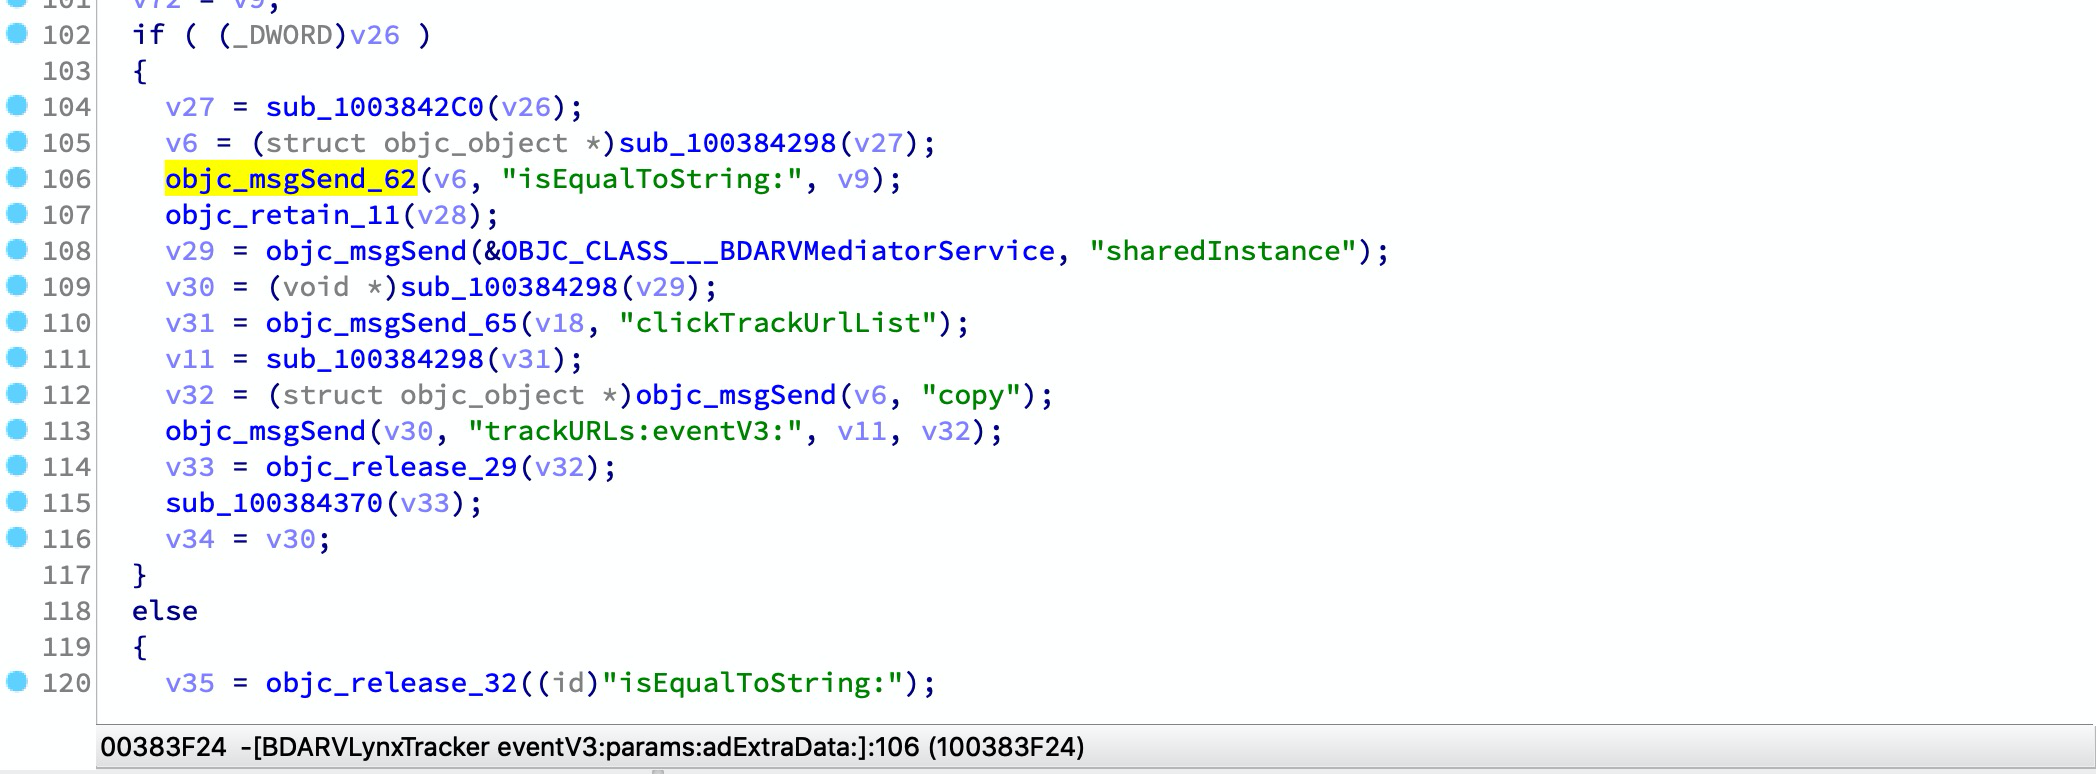 101 v72 = v9;
102 if ( (_DWORD)v26 )
103 {
104 v27 = sub_1003842C0(v26);
105 v6 = (struct objc_object *)sub_100384298(v27);
106 objc_msgSend_62(v6, "isEqualToString:", v9);
107 objc_retain_11(v28);
108 v29 = objc_msgSend(&OBJC_CLASS___BDARVMediatorService, "sharedInstance");
109 v30 = (void *)sub_100384298(v29);
110 v31 = objc_msgSend_65(v18, "clickTrackUrlList");
111 v11 = sub_100384298(v31);
112 v32 = (struct objc_object *)objc_msgSend(v6, "copy");
113 objc_msgSend(v30, "trackURLs:eventV3:", v11, v32);
114 v33 = objc_release_29(v32);
115 sub_100384370(v33);
116 v34 = v30;
117 }
118 else
119 {
120 v35 = objc_release_32((id)"isEqualToString:");
00383F24 -[BDARVLynxTracker eventV3:params:adExtraData:]:106 (100383F24)